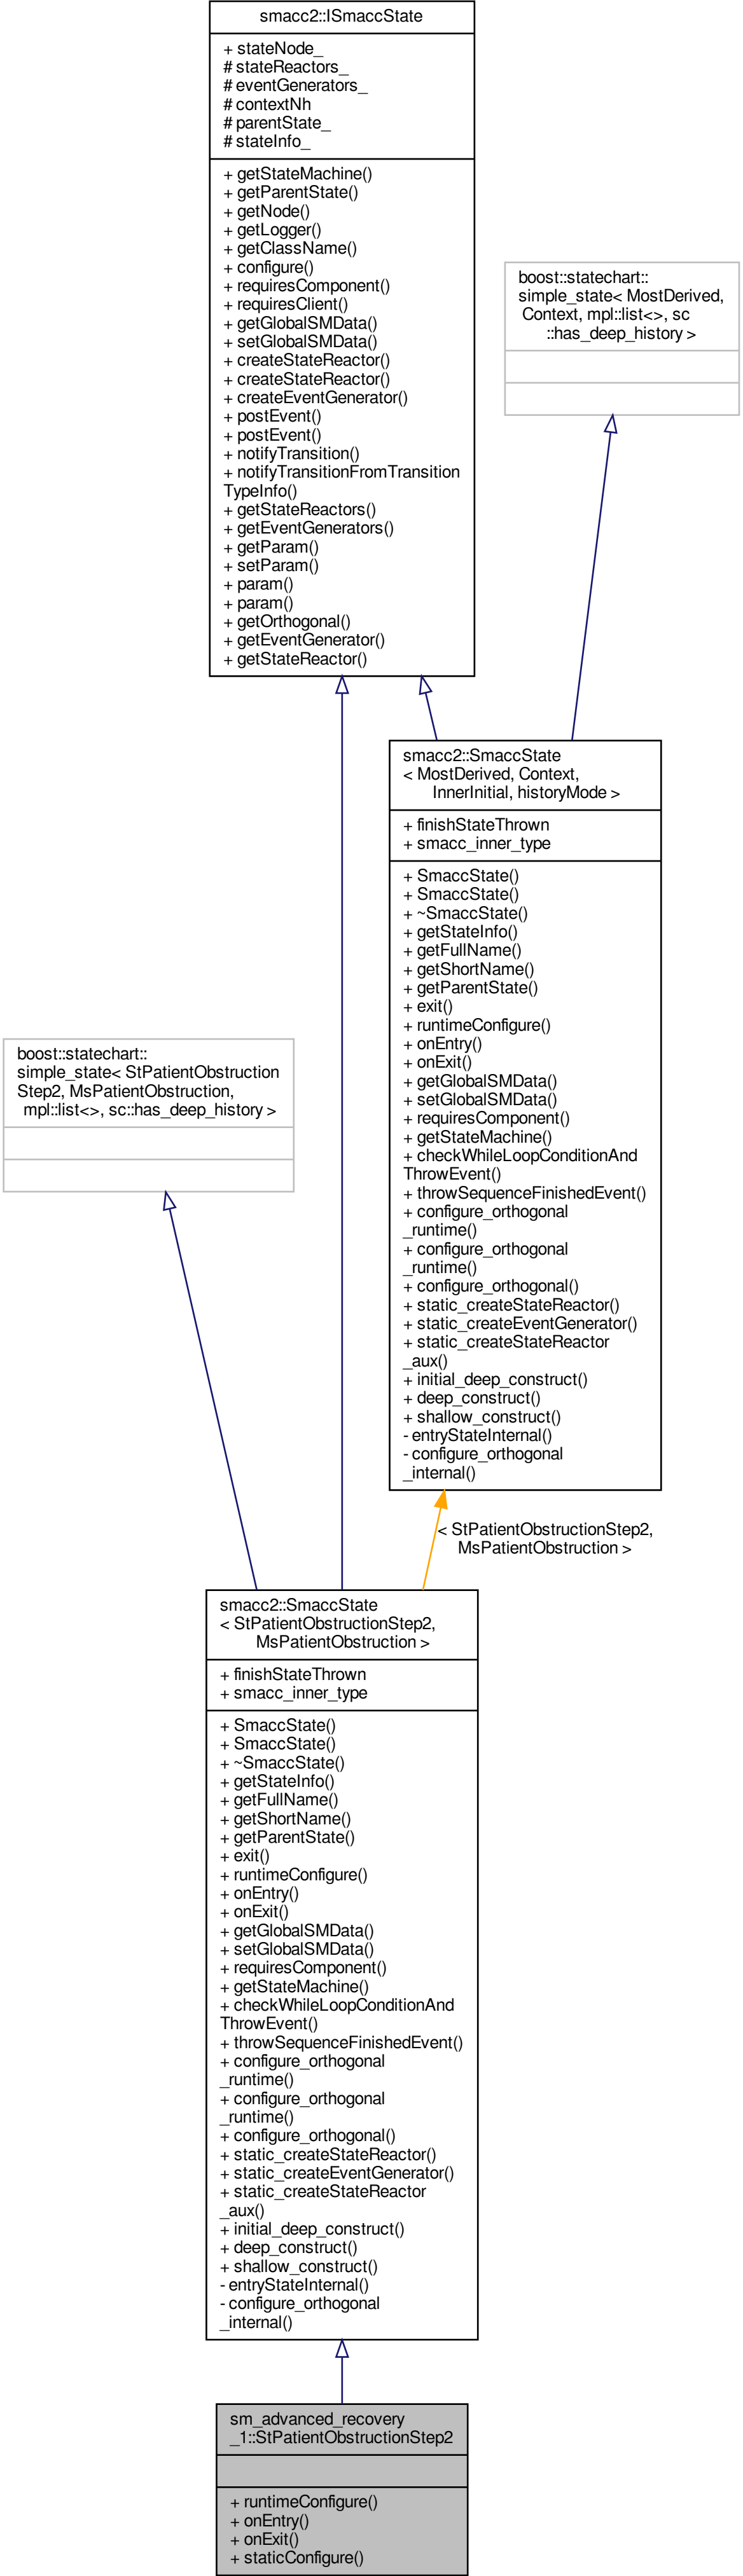 smacc2::ISmaccState
+ stateNode_
# stateReactors_
# eventGenerators_
# contextNh
# parentState_
# stateInfo_
+ getStateMachine()
+ getParentState()
+ getNode()
+ getLogger()
+ getClassName()
+ configure()
+ requiresComponent()
+ requiresClient()
+ getGlobalSMData()
+ setGlobalSMData()
+ createStateReactor()
+ createStateReactor()
+ createEventGenerator()
+ postEvent()
+ postEvent()
+ notifyTransition()
+ notifyTransitionFromTransition
TypeInfo()
+ getStateReactors()
+ getEventGenerators()
+ getParam()
+ setParam()
+ param()
+ param()
+ getOrthogonal()
+ getEventGenerator()
+ getStateReactor()
boost::statechart::
simple_state< MostDerived,
Context, mpl::list<>, sc
::has_deep_history >
smacc2::SmaccState
< MostDerived, Context,
InnerInitial, historyMode >
+ finishStateThrown
+ smacc_inner_type
+ SmaccState()
+ SmaccState()
+ ~SmaccState()
+ getStateInfo()
+ getFullName()
+ getShortName()
+ getParentState()
+ exit()
+ runtimeConfigure()
+ onEntry()
+ onExit()
+ getGlobalSMData()
+ setGlobalSMData()
+ requiresComponent()
+ getStateMachine()
+ checkWhileLoopConditionAnd
ThrowEvent()
+ throwSequenceFinishedEvent()
+ configure_orthogonal
_runtime()
+ configure_orthogonal
_runtime()
+ configure_orthogonal()
+ static_createStateReactor()
+ static_createEventGenerator()
+ static_createStateReactor
_aux()
+ initial_deep_construct()
+ deep_construct()
+ shallow_construct()
- entryStateInternal()
- configure_orthogonal
_internal()
boost::statechart::
simple_state< StPatientObstruction
Step2, MsPatientObstruction,
mpl::list<>, sc::has_deep_history >
< StPatientObstructionStep2,
MsPatientObstruction >
smacc2::SmaccState
< StPatientObstructionStep2,
MsPatientObstruction >
+ finishStateThrown
+ smacc_inner_type
+ SmaccState()
+ SmaccState()
+ ~SmaccState()
+ getStateInfo()
+ getFullName()
+ getShortName()
+ getParentState()
+ exit()
+ runtimeConfigure()
+ onEntry()
+ onExit()
+ getGlobalSMData()
+ setGlobalSMData()
+ requiresComponent()
+ getStateMachine()
+ checkWhileLoopConditionAnd
ThrowEvent()
+ throwSequenceFinishedEvent()
+ configure_orthogonal
_runtime()
+ configure_orthogonal
_runtime()
+ configure_orthogonal()
+ static_createStateReactor()
+ static_createEventGenerator()
+ static_createStateReactor
_aux()
+ initial_deep_construct()
+ deep_construct()
+ shallow_construct()
- entryStateInternal()
- configure_orthogonal
_internal()
sm_advanced_recovery
_1::StPatientObstructionStep2
+ runtimeConfigure()
+ onEntry()
+ onExit()
+ staticConfigure()